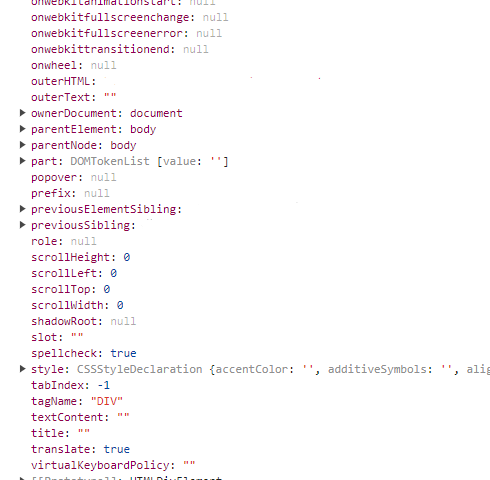 onwebkitanimationstart: null
onwebkitfullscreenchange: null
onwebkitfullscreenerror: null
onwebkittransitionend: null
onwheel: null
outerHTML:
outerText: ""
ownerDocument: document
parentElement: body
parentNode: body
part: DOMTokenList [value: '']
popover: null
prefix: null
previousElementSibling:
previousSibling:
role: null
scrollHeight: 0
scrollLeft: 0
scrollTop: 0
scrollWidth: 0
shadowRoot: null
slot: ""
spellcheck: true
style: CSSStyleDeclaration {accentColor: '', additiveSymbols: '', alig
tabIndex: -1
tagName: "DIV"
textContent: ""
title: ""
translate: true
virtualKeyboardPolicy: ""
[[Prototype]]: HTMLDivElement